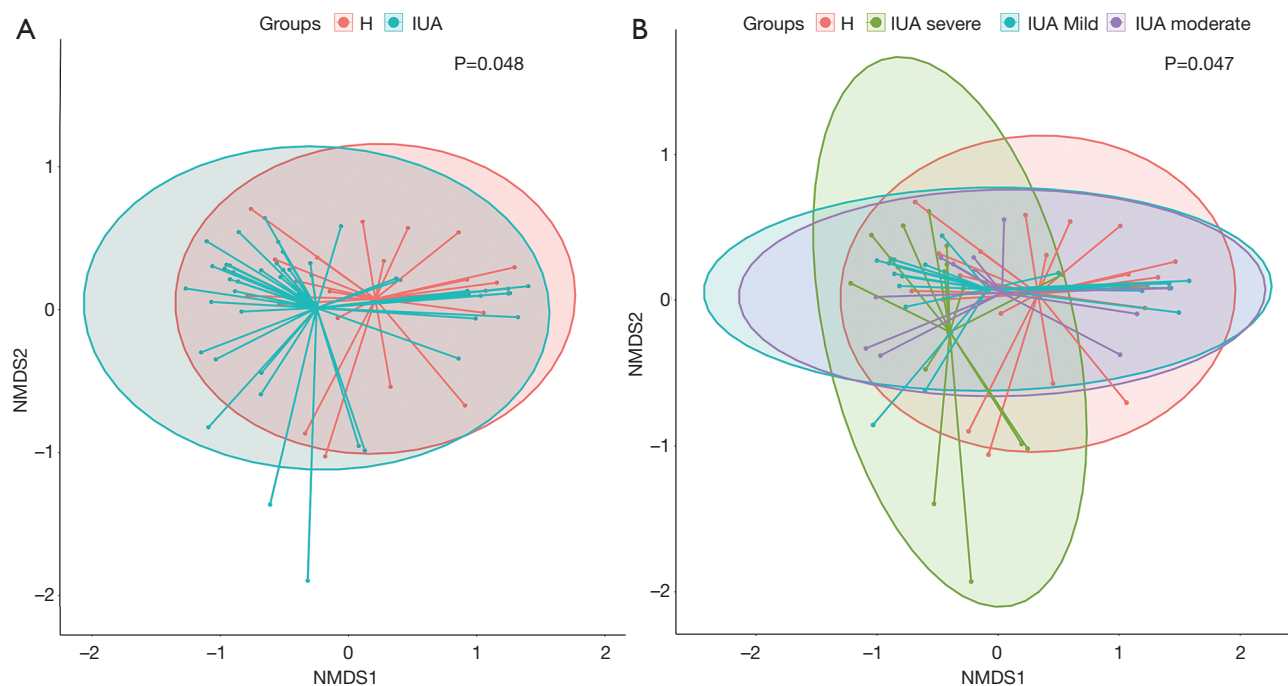 A
Groups H IUA
P=0.048
NMDS2
1
0
−1
−2
−2 −1 0 1 2
NMDS1
B
Groups H IUA severe IUA Mild IUA moderate
P=0.047
NMDS2
1
0
−1
−2
−2 −1 0 1 2
NMDS1